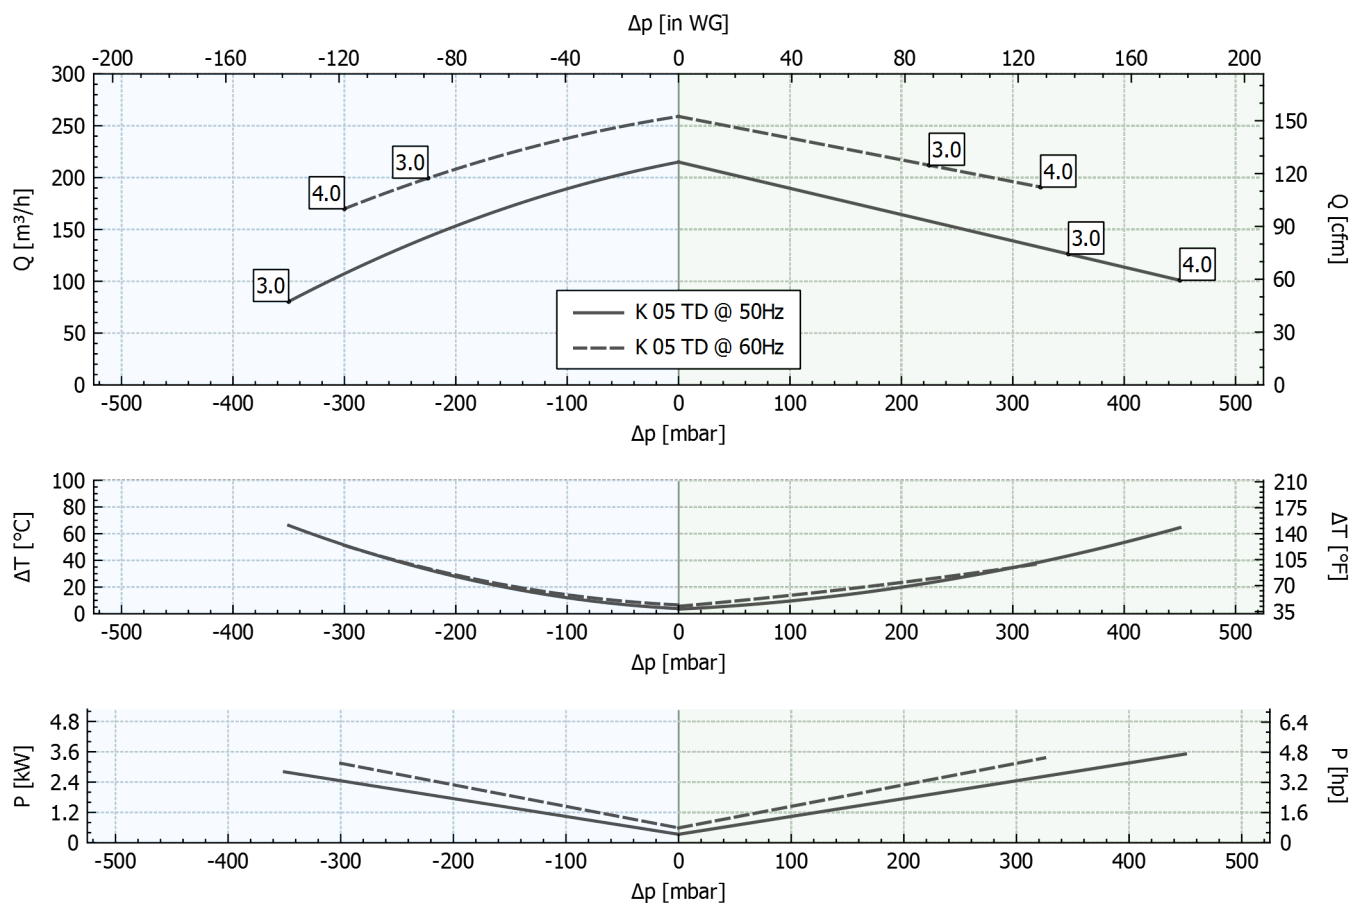 Δp [in WG]
-200 -160 -120 -80 -40 0 40 80 120 160 200
300
250
200
150
100
50
0
Q [m³/h]
150
120
90
60
30
0
Q [cfm]
4.0
3.0
3.0
3.0
4.0
3.0
4.0
K 05 TD @ 50Hz
K 05 TD @ 60Hz
-500 -400 -300 -200 -100 0 100 200 300 400 500
Δp [mbar]
100
80
60
40
20
0
ΔT [°C]
210
175
140
105
70
35
ΔT [°F]
-500 -400 -300 -200 -100 0 100 200 300 400 500
Δp [mbar]
4.8
3.6
2.4
1.2
0
P [kW]
6.4
4.8
3.2
1.6
0
P [hp]
-500 -400 -300 -200 -100 0 100 200 300 400 500
Δp [mbar]